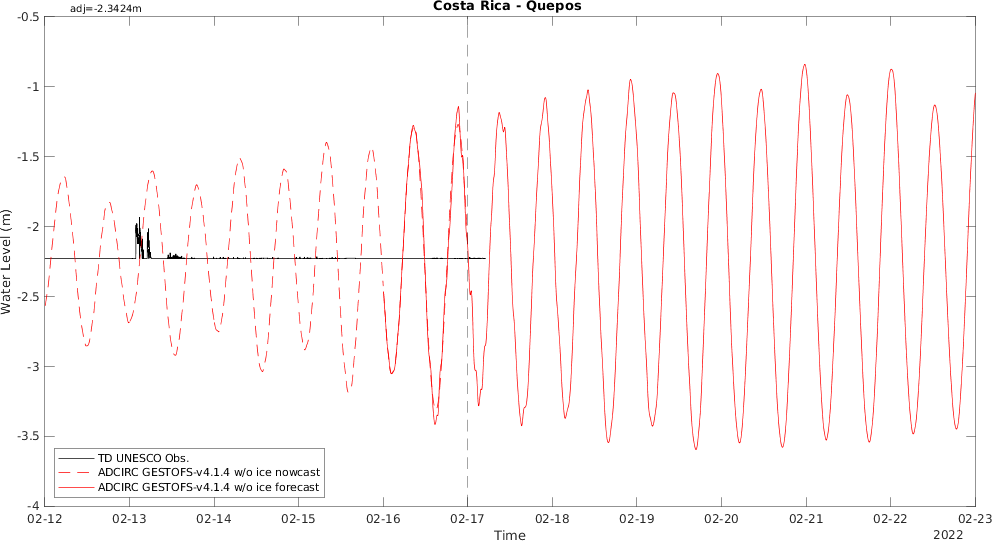 adj=-2.3424m
Costa Rica - Quepos
-0.5
-1
-1.5
-2
-2.5
-3
-3.5
-4
Water Level (m)
TD UNESCO Obs.
ADCIRC GESTOFS-v4.1.4 w/o ice nowcast
ADCIRC GESTOFS-v4.1.4 w/o ice forecast
02-12 02-13 02-14 02-15 02-16 02-17 02-18 02-19 02-20 02-21 02-22 02-23
Time
2022